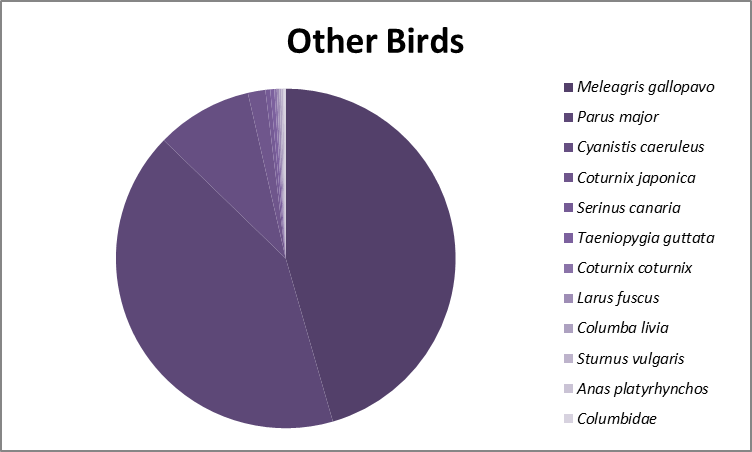 Other Birds
Meleagris gallopavo
Parus major
Cyanistis caeruleus
Coturnix japonica
Serinus canaria
Taeniopygia guttata
Coturnix coturnix
Larus fuscus
Columba livia
Sturnus vulgaris
Anas platyrhynchos
Columbidae